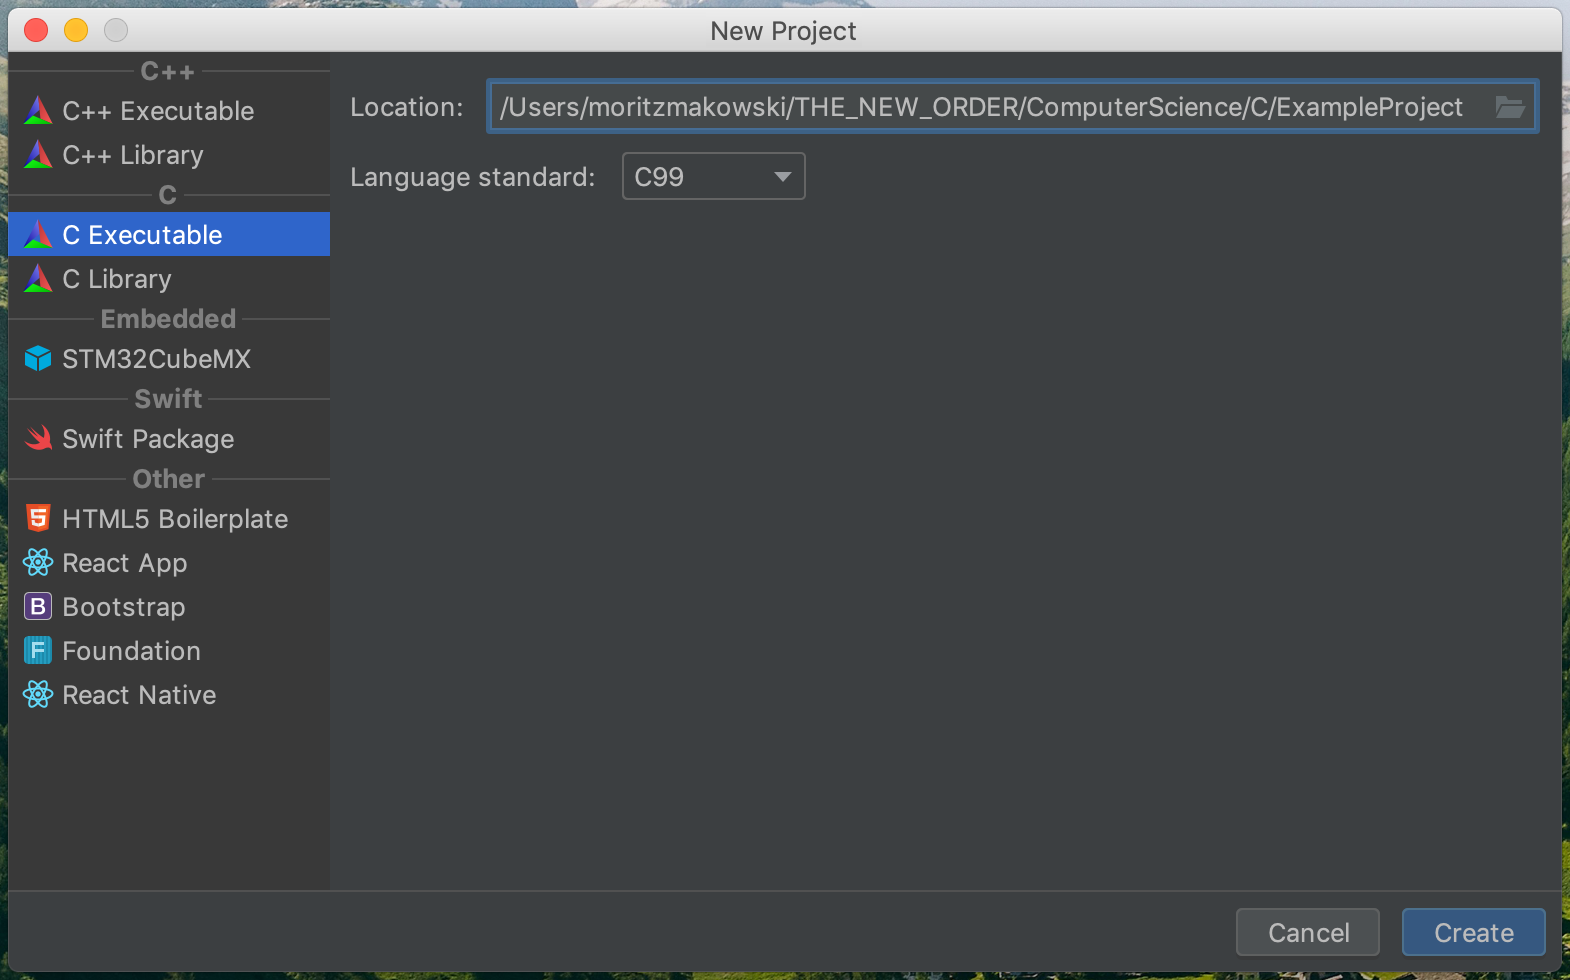 New Project
C++
C++ Executable
C++ Library
C
C Executable
C Library
Embedded
STM32CubeMX
Swift
Swift Package
Other
5 HTML5 Boilerplate
React App
B Bootstrap
F Foundation
React Native
Location: /Users/moritzmakowski/THE_NEW_ORDER/ComputerScience/C/ExampleProject
Language standard: C99
Cancel Create